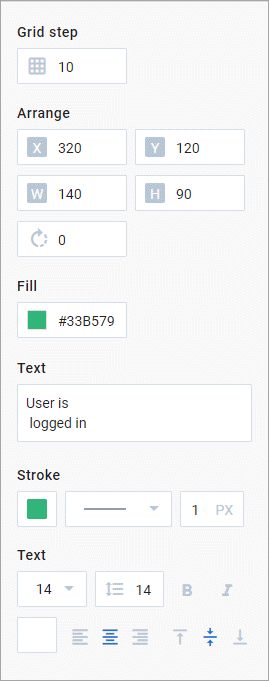 Grid step
10
Arrange
X 320 Y 120
W 140 H 90
0
Fill
#33B579
Text
User is
logged in
Stroke
1 PX
Text
14 14 B I